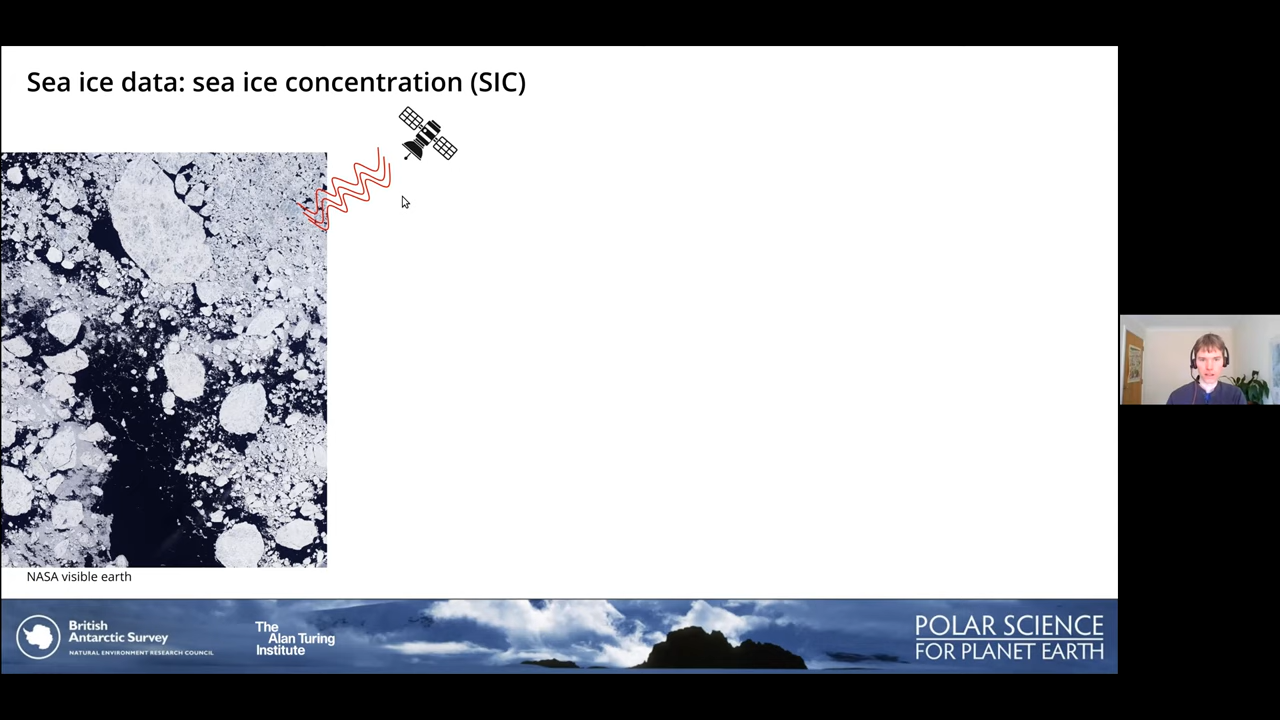 Sea ice data: sea ice concentration (SIC)
NASA visible earth
British
Antarctic Survey
NATURAL ENVIRONMENT RESEARCH COUNCIL
The
Alan Turing
Institute
POLAR SCIENCE
FOR PLANET EARTH